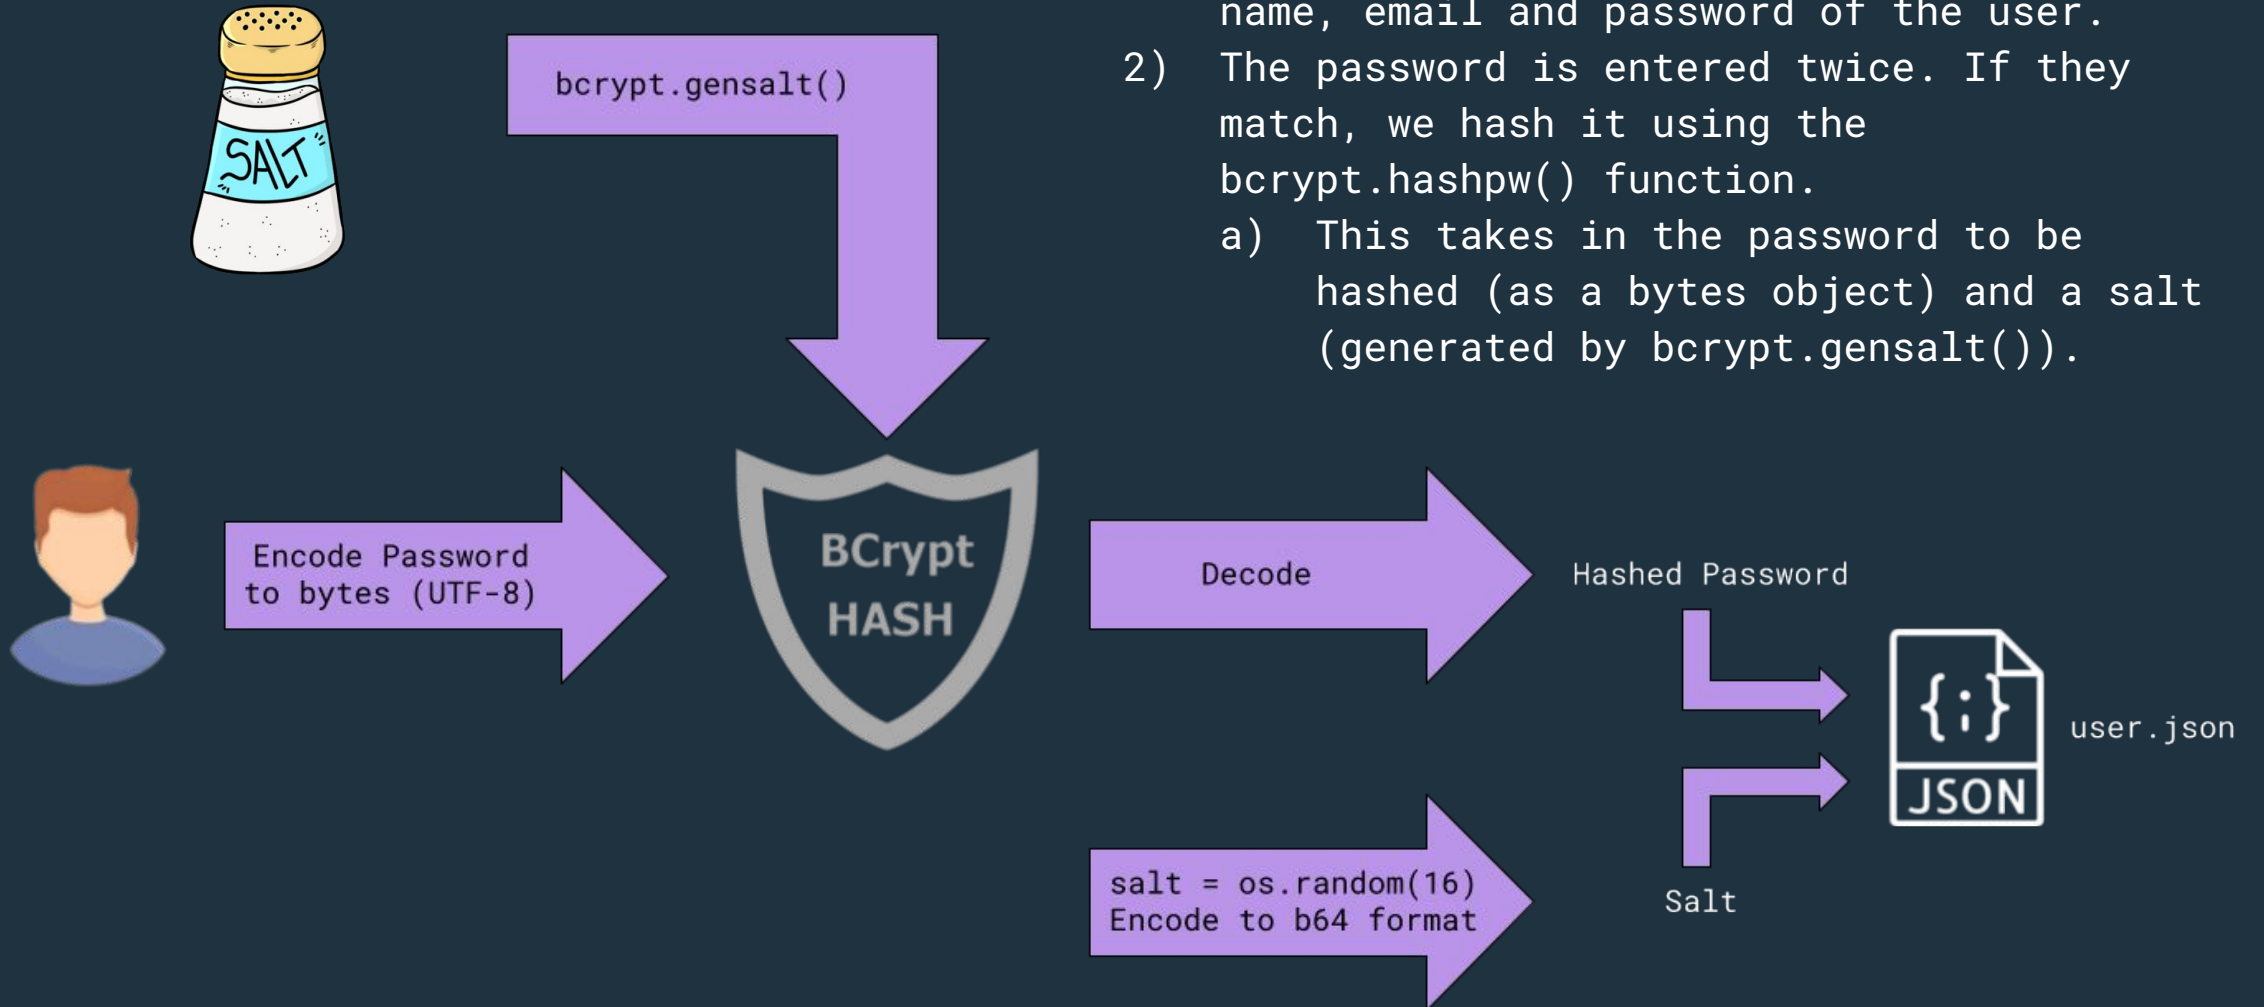 name, email and password of the user.
2) The password is entered twice. If they
match, we hash it using the
bcrypt.hashpw() function.
a) This takes in the password to be
hashed (as a bytes object) and a salt
(generated by bcrypt.gensalt()).
SALT
bcrypt.gensalt()
Encode Password
to bytes (UTF-8)
BCrypt
HASH
Decode
Hashed Password
{;}
JSON
user.json
salt = os.random(16)
Encode to b64 format
Salt